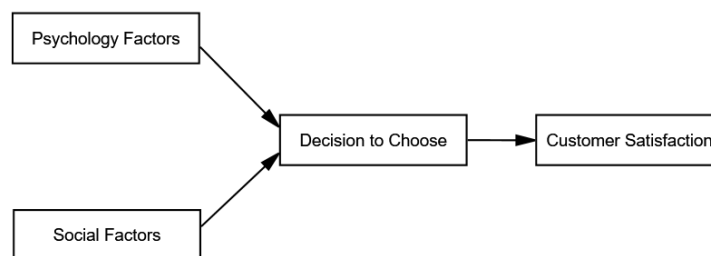 Psychology Factors
Decision to Choose
Customer Satisfaction
Social Factors